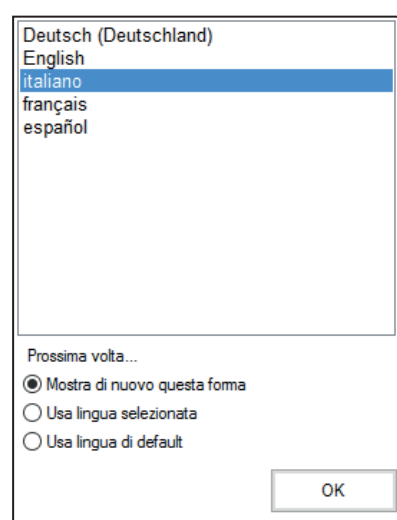 Deutsch (Deutschland)
English
italiano
français
español
Prossima volta...
Mostra di nuovo questa forma
Usa lingua selezionata
Usa lingua di default
OK